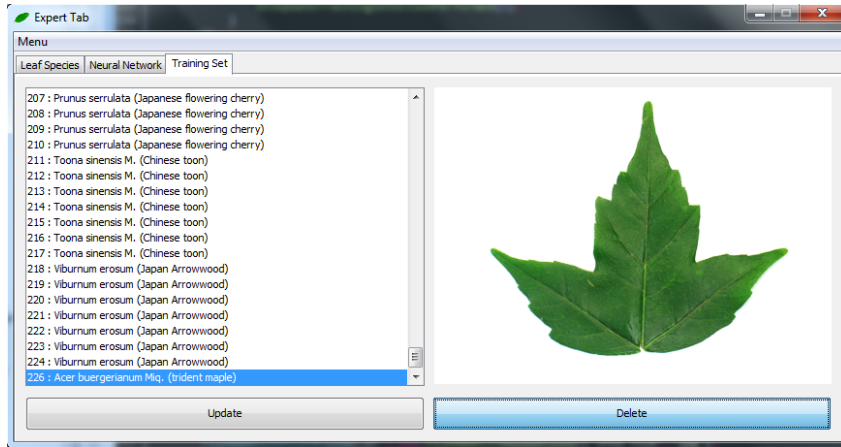 Expert Tab
Menu
Leaf Species Neural Network Training Set
207 : Prunus serrulata (Japanese flowering cherry)
208 : Prunus serrulata (Japanese flowering cherry)
209 : Prunus serrulata (Japanese flowering cherry)
210 : Prunus serrulata (Japanese flowering cherry)
211 : Toona sinensis M. (Chinese toon)
212 : Toona sinensis M. (Chinese toon)
213 : Toona sinensis M. (Chinese toon)
214 : Toona sinensis M. (Chinese toon)
215 : Toona sinensis M. (Chinese toon)
216 : Toona sinensis M. (Chinese toon)
217 : Toona sinensis M. (Chinese toon)
218 : Viburnum erosum (Japan Arrowwood)
219 : Viburnum erosum (Japan Arrowwood)
220 : Viburnum erosum (Japan Arrowwood)
221 : Viburnum erosum (Japan Arrowwood)
222 : Viburnum erosum (Japan Arrowwood)
223 : Viburnum erosum (Japan Arrowwood)
224 : Viburnum erosum (Japan Arrowwood)
226 : Acer buergerianum Miq. (trident maple)
Update Delete